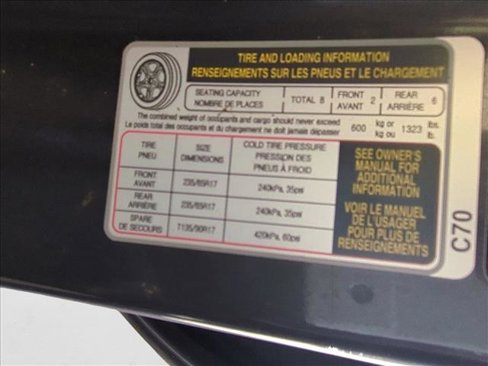 TIRE AND LOADING INFORMATION
RENSEIGNEMENTS SUR LES PNEUS ET LE CHARGEMENT
SEATING CAPACITY
NOMBRE DE PLACES
TOTAL 8
FRONT
AVANT 2
REAR
ARRIÈRE 6
The combined weight of occupants and cargo should never exceed
Le poids total des occupants et du chargement ne doit jamais dépasser
600 kg or kg ou 1323 lbs. lb.
TIRE
PNEU
SIZE
DIMENSIONS
COLD TIRE PRESSURE
PRESSION DES
PNEUS À FROID
FRONT
AVANT
235/65R17
240kPa, 35psi
REAR
ARRIÈRE
235/65R17
240kPa, 35psi
SPARE
DE SECOURS
T135/90R17
420kPa, 60psi
SEE OWNER'S
MANUAL FOR
ADDITIONAL
INFORMATION
VOIR LE MANUEL
DE L'USAGER
POUR PLUS DE
RENSEIGNEMENTS
C70